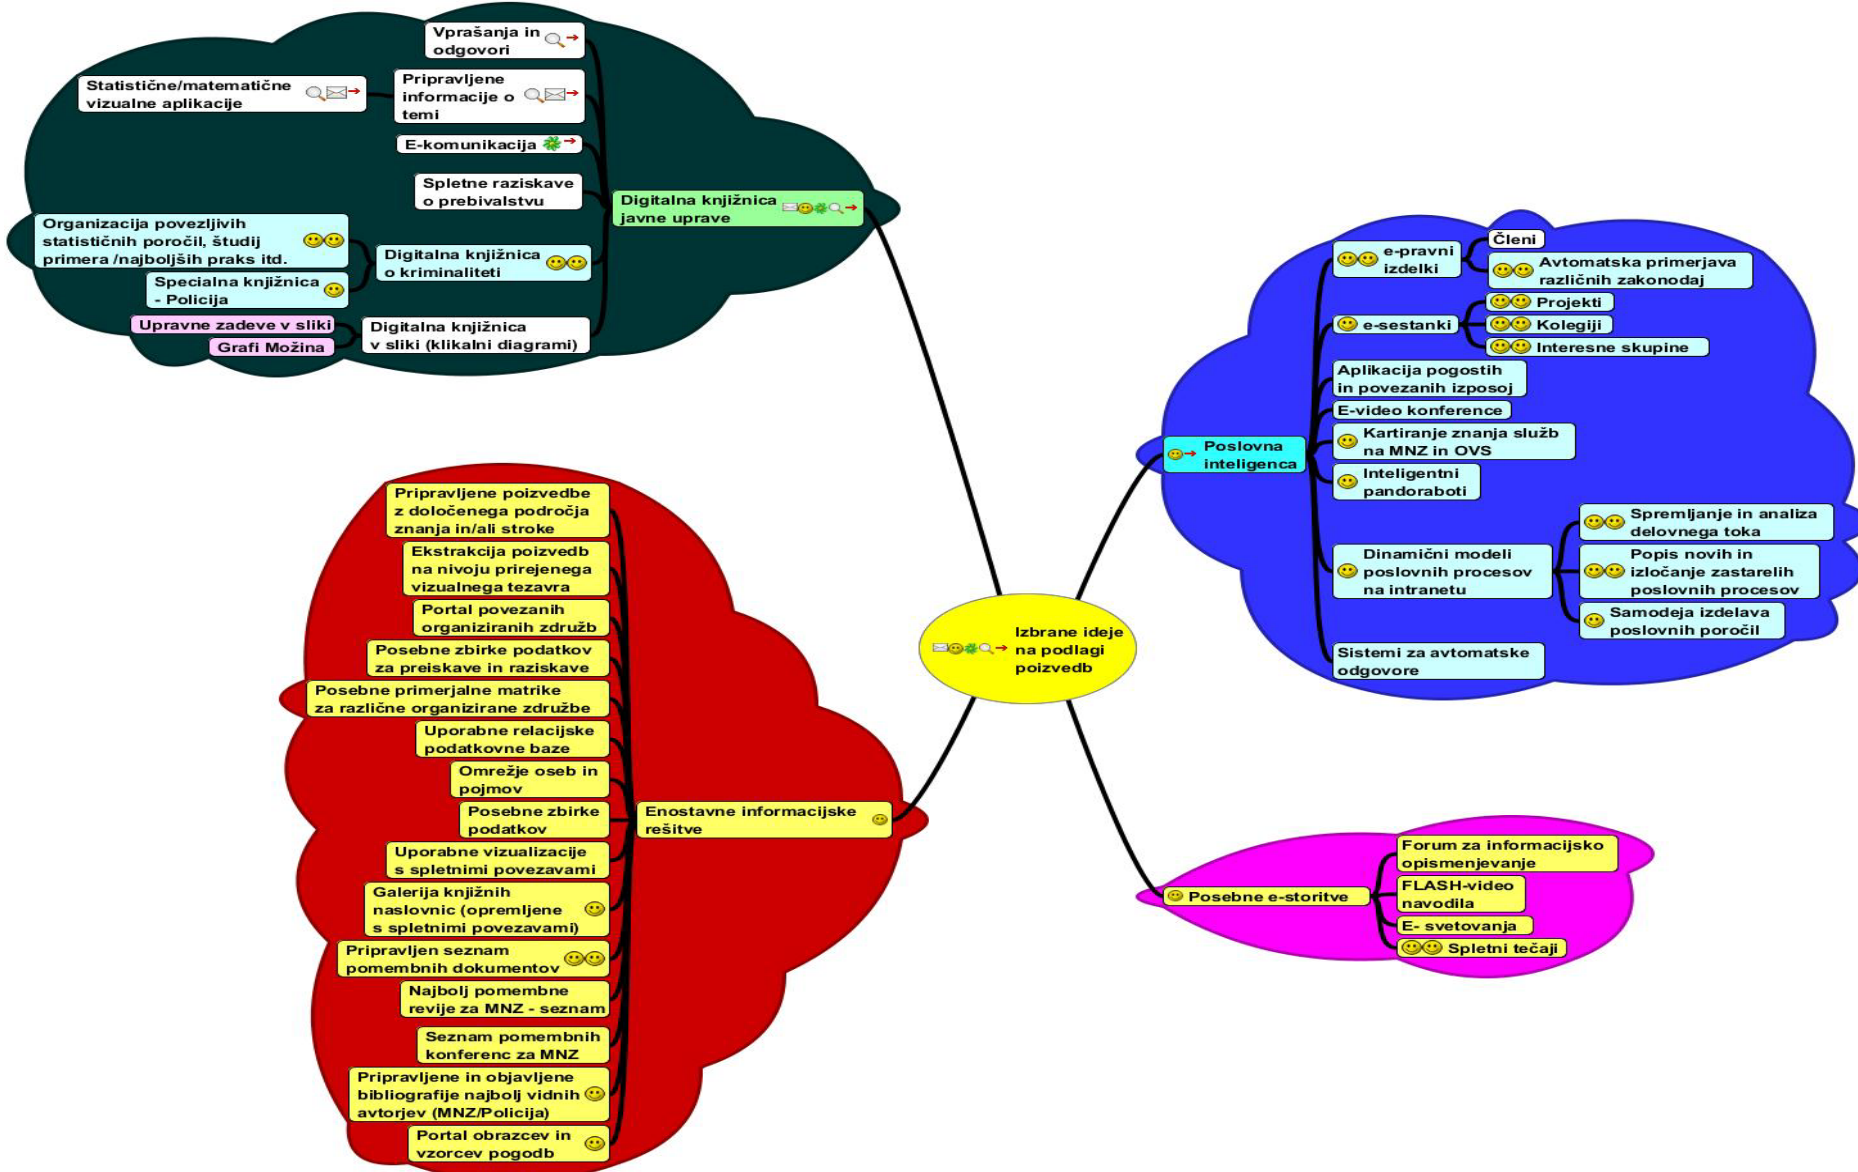 Vprašanja in
odgovori
Pripravljene
informacije o
temi
Statistične/matematične
vizualne aplikacije
E-komunikacija
Spletne raziskave
o prebivalstvu
Digitalna knjižnica
javne uprave
Organizacija povezljivih
statističnih poročil, študij
primera /najboljših praks itd.
Specialna knjižnica
- Policija
Digitalna knjižnica
o kriminaliteti
Upravne zadeve v sliki
Grafi Možina
Digitalna knjižnica
v sliki (klikalni diagrami)
Poslovna
inteligenca
e-pravni
izdelki
Členi
Avtomatska primerjava
različnih zakonodaj
e-sestanki
Projekti
Kolegiji
Interesne skupine
Aplikacija pogostih
in povezanih izposoj
E-video konference
Kartiranje znanja služb
na MNZ in OVS
Inteligentni
pandoraboti
Dinamični modeli
poslovnih procesov
na intranetu
Spremljanje in analiza
delovnega toka
Popis novih in
izločanje zastarelih
poslovnih procesov
Samodeja izdelava
poslovnih poročil
Sistemi za avtomatske
odgovore
Izbrane ideje
na podlagi
poizvedb
Pripravljene poizvedbe
z določenega področja
znanja in/ali stroke
Ekstrakcija poizvedb
na nivoju prirejenega
vizualnega tezavra
Portal povezanih
organiziranih združb
Posebne zbirke podatkov
za preiskave in raziskave
Posebne primerjalne matrike
za različne organizirane združbe
Uporabne relacijske
podatkovne baze
Omrežje oseb in
pojmov
Posebne zbirke
podatkov
Uporabne vizualizacije
s spletnimi povezavami
Galerija knjižnih
naslovnic (opremljene
s spletnimi povezavami)
Pripravljen seznam
pomembnih dokumentov
Najbolj pomembne
revije za MNZ - seznam
Seznam pomembnih
konferenc za MNZ
Pripravljene in objavljene
bibliografije najbolj vidnih
avtorjev (MNZ/Policija)
Portal obrazcev in
vzorcev pogodb
Enostavne informacijske
rešitve
Posebne e-storitve
Forum za informacijsko
opismenjevanje
FLASH-video
navodila
E- svetovanja
Spletni tečaji